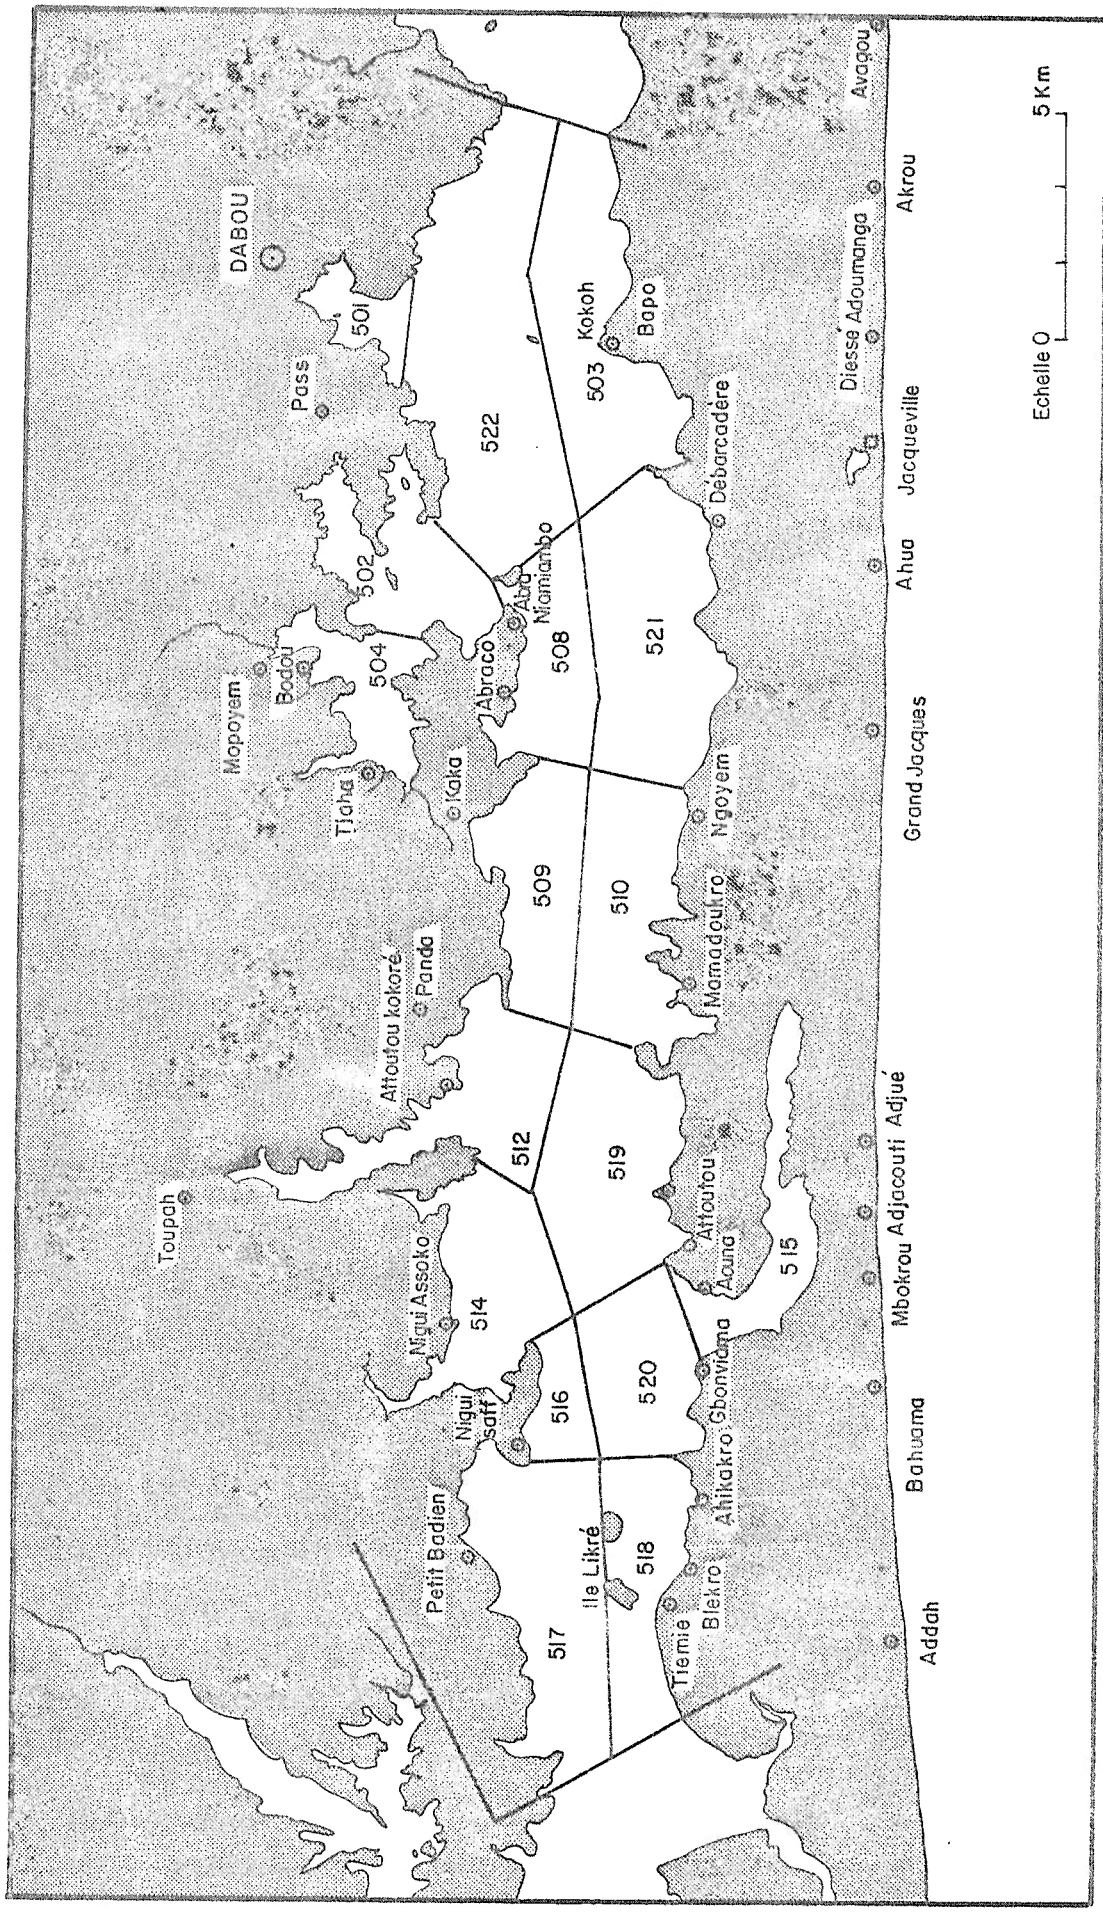 DABOU
Pass
501
Mopoyem
Bodou
502
504
Tiaha
Kaka
Abraco
Abra
Niamiambo
522
503
Kokoh
Bapo
508
521
Débarcadère
Toupah
Attoutou kokoré
Panda
509
510
Ngoyem
Mamadoukro
Nigui Assoko
514
512
519
Attoutou
Aouna
515
Nigui
saff
516
520
Gbonviama
Petit Badien
517
Ile Likré
518
Ahikakro
Blekro
Tiemie
Addah
Bahuama
Mbokrou
Adjacouti
Adjué
Grand Jacques
Ahua
Jacqueville
Diessé Adoumanga
Akrou
Avagou
Echelle 0
5 Km